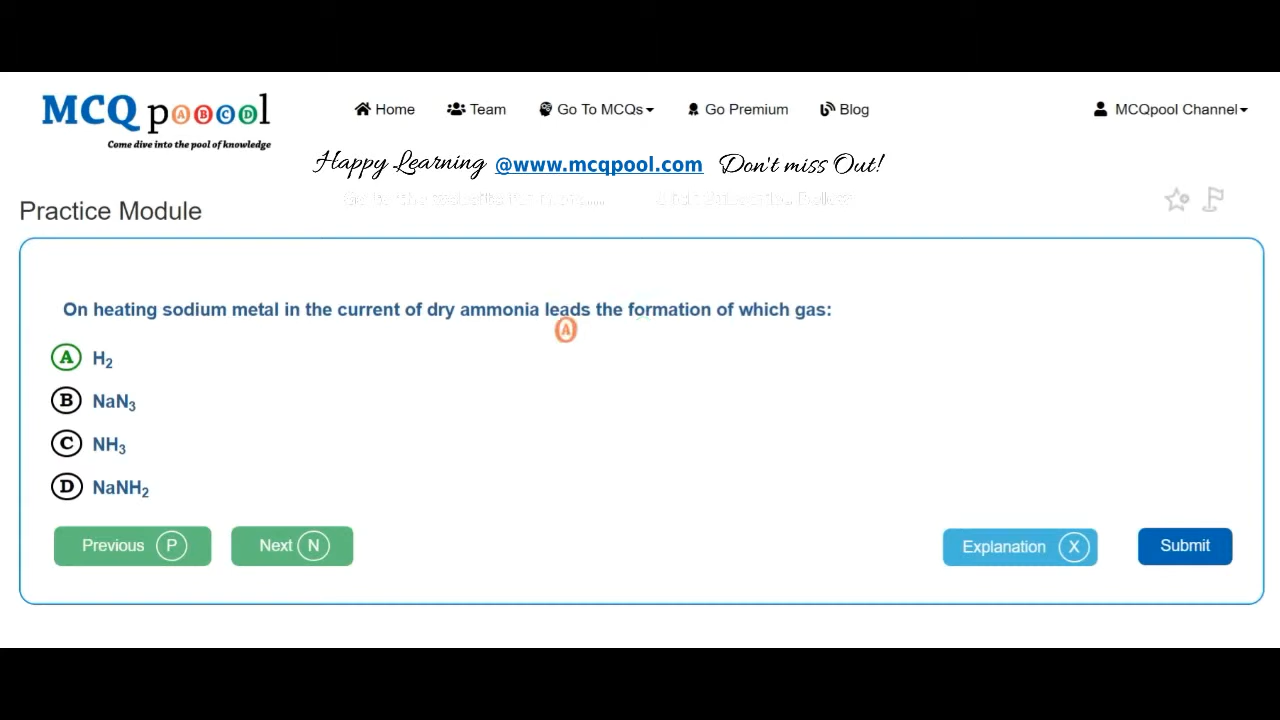 MCQ pABCDl
Come dive into the pool of knowledge
Home Team Go To MCQs Go Premium Blog MCQpool Channel
Happy Learning @www.mcqpool.com Don't miss Out!
Practice Module
On heating sodium metal in the current of dry ammonia leads the formation of which gas:
A
A H₂
B NaN₃
C NH₃
D NaNH₂
Previous P Next N Explanation X Submit